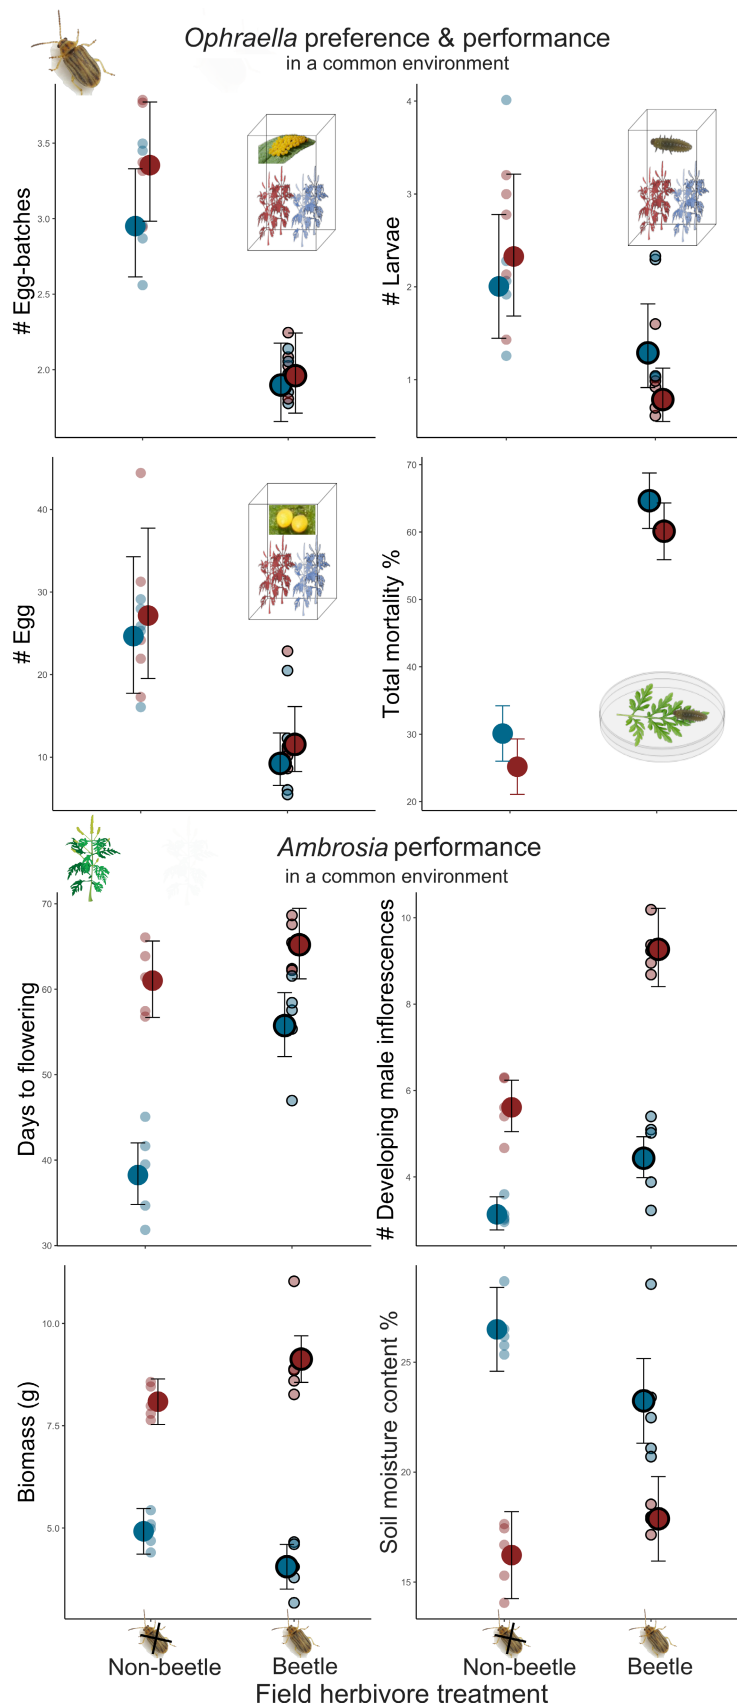 Ophraella preference & performance
in a common environment
# Egg-batches
3.5
3.0
2.5
2.0
# Larvae
4
3
2
1
# Egg
40
30
20
10
Total mortality %
70
60
50
40
30
20
Ambrosia performance
in a common environment
Days to flowering
70
60
50
40
30
# Developing male inflorescences
10
8
6
4
Biomass (g)
10.0
7.5
5.0
Soil moisture content %
25
20
15
Non-beetle Beetle Non-beetle Beetle
Field herbivore treatment